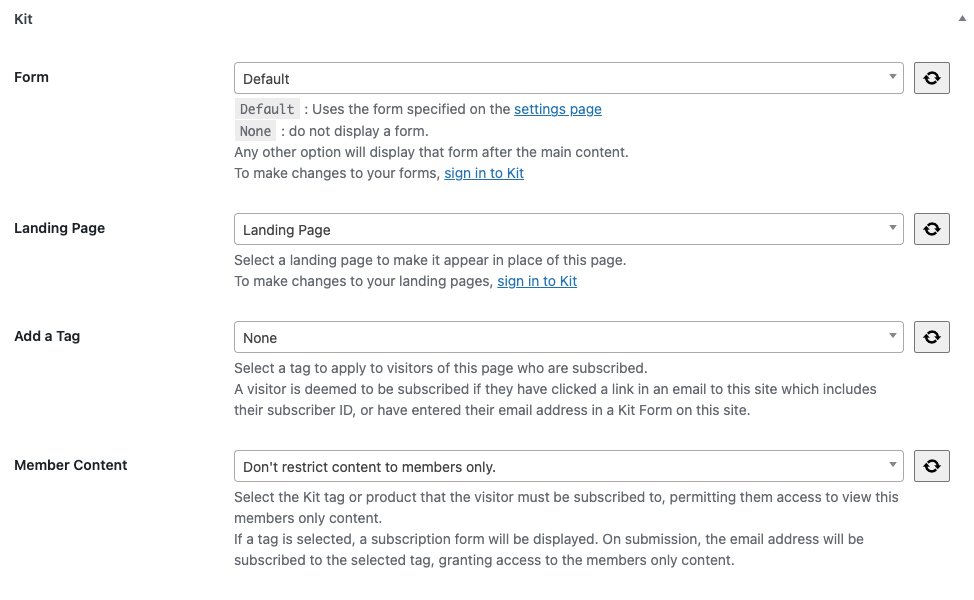 Kit
Form
Default
Default : Uses the form specified on the settings page
None : do not display a form.
Any other option will display that form after the main content.
To make changes to your forms, sign in to Kit
Landing Page
Landing Page
Select a landing page to make it appear in place of this page.
To make changes to your landing pages, sign in to Kit
Add a Tag
None
Select a tag to apply to visitors of this page who are subscribed.
A visitor is deemed to be subscribed if they have clicked a link in an email to this site which includes
their subscriber ID, or have entered their email address in a Kit Form on this site.
Member Content
Don't restrict content to members only.
Select the Kit tag or product that the visitor must be subscribed to, permitting them access to view this
members only content.
If a tag is selected, a subscription form will be displayed. On submission, the email address will be
subscribed to the selected tag, granting access to the members only content.